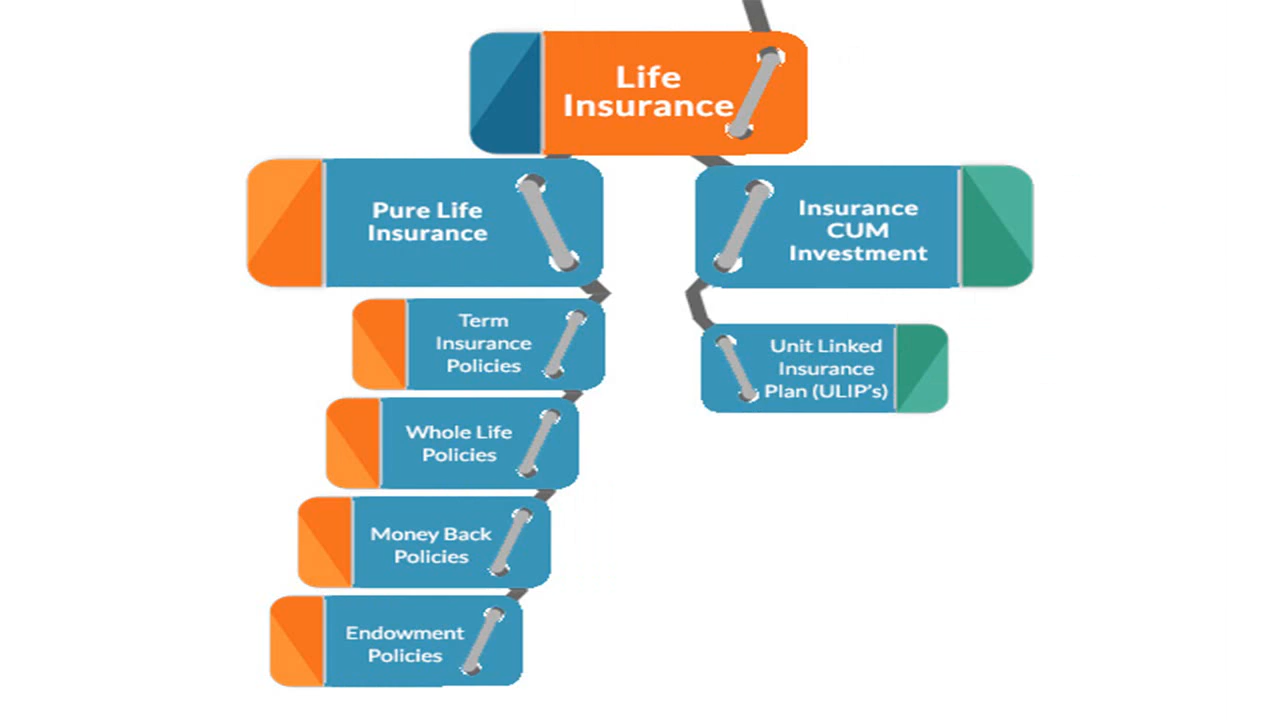 Life
Insurance
Pure Life
Insurance
Insurance
CUM
Investment
Term
Insurance
Policies
Unit Linked
Insurance
Plan (ULIP's)
Whole Life
Policies
Money Back
Policies
Endowment
Policies